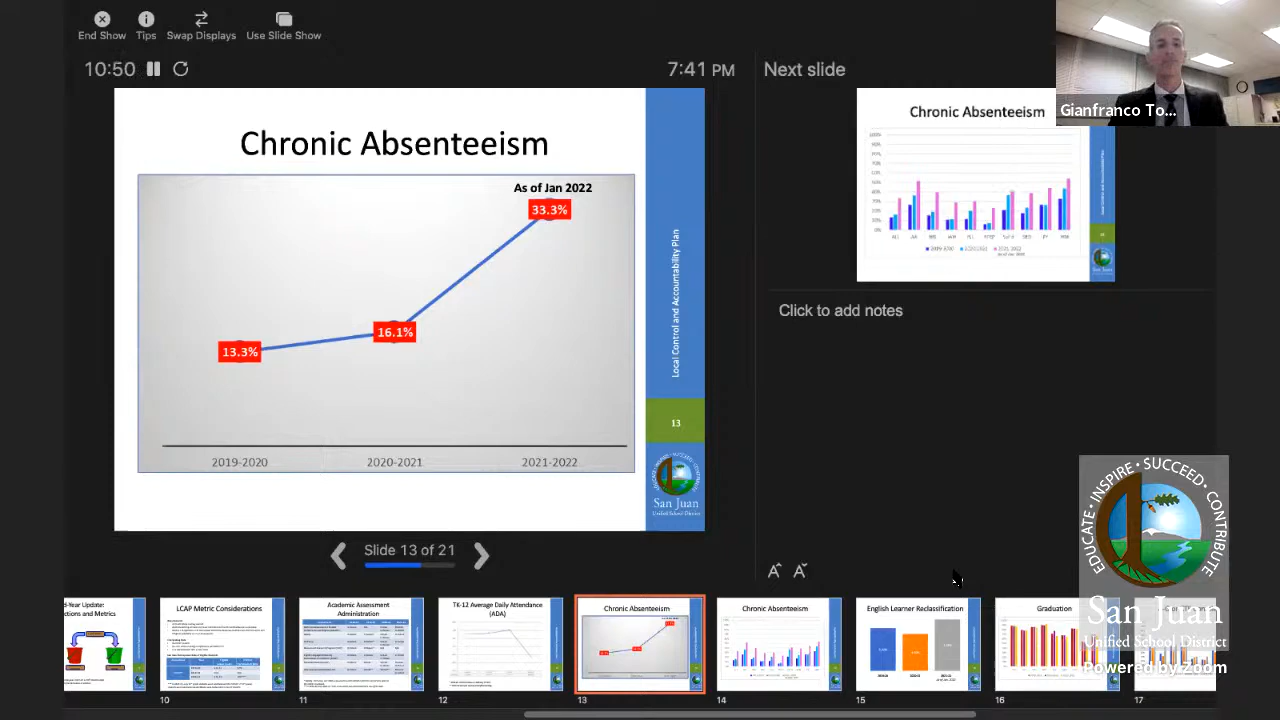 End Show
Tips
Swap Displays
Use Slide Show
10:50
7:41 PM
Next slide
Gianfranco To...
Chronic Absenteeism
As of Jan 2022
33.3%
16.1%
13.3%
2019-2020
2020-2021
2021-2022
Local Control and Accountability Plan
13
EDUCATE • INSPIRE • SUCCEED • CONTRIBUTE
San Juan
Unified School District
Chronic Absenteeism
Click to add notes
Slide 13 of 21
LCAP Metric Considerations
Academic Assessment
Administration
TK-12 Average Daily Attendance
(ADA)
Chronic Absenteeism
Chronic Absenteeism
English Learner Reclassification
Graduation
10
11
12
13
14
15
16
17
EDUCATE • INSPIRE • SUCCEED • CONTRIBUTE
San Juan
Unified School District
powered by zoom